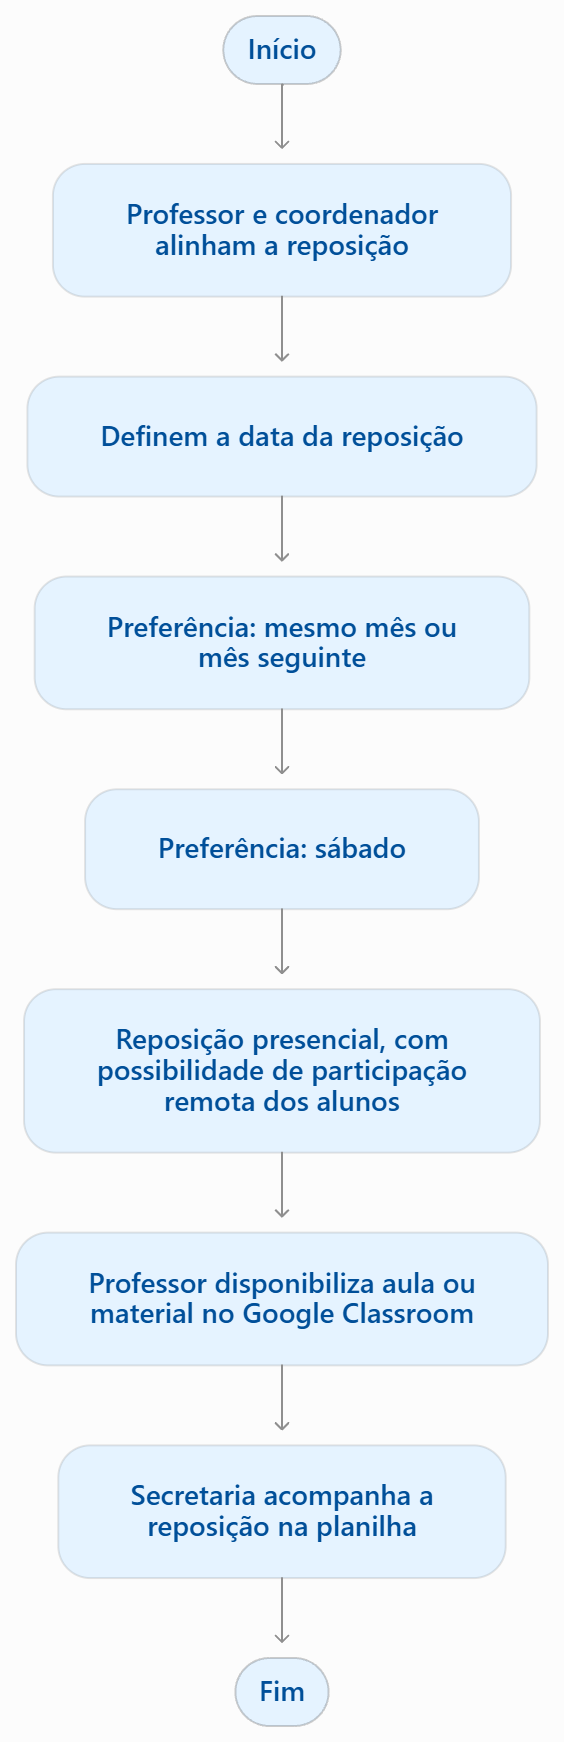 Início
Professor e coordenador
alinham a reposição
Definem a data da reposição
Preferência: mesmo mês ou
mês seguinte
Preferência: sábado
Reposição presencial, com
possibilidade de participação
remota dos alunos
Professor disponibiliza aula ou
material no Google Classroom
Secretaria acompanha a
reposição na planilha
Fim